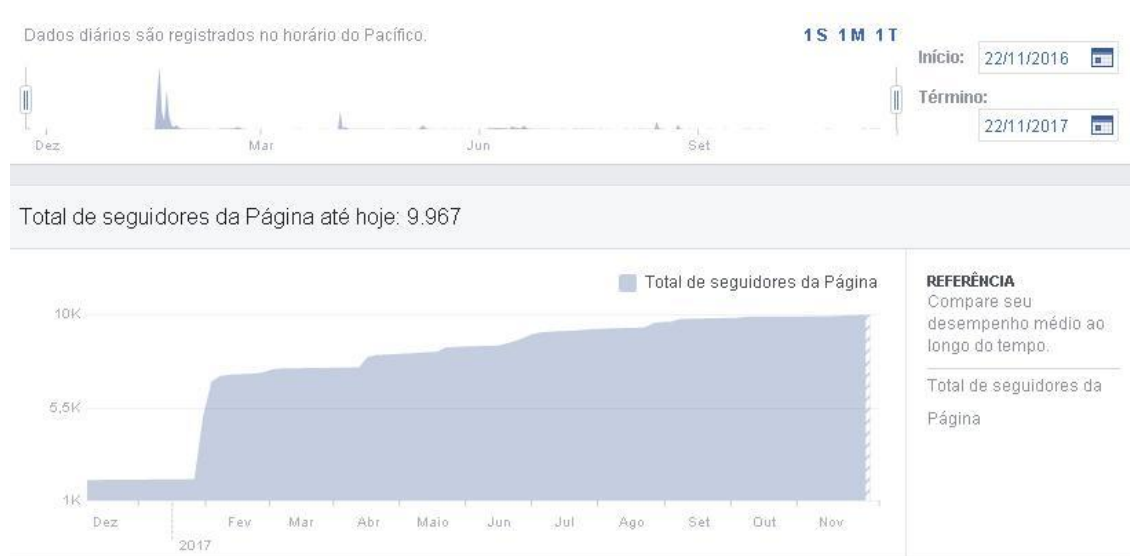 Dados diários são registrados no horário do Pacífico.
1S 1M 1T
Início: 22/11/2016
Término:
22/11/2017
Dez Mar Jun Set
Total de seguidores da Página até hoje: 9.967
Total de seguidores da Página
10K
5,5K
1K
Dez Fev Mar Abr Maio Jun Jul Ago Set Out Nov
2017
REFERÊNCIA
Compare seu
desempenho médio ao
longo do tempo.
Total de seguidores da
Página